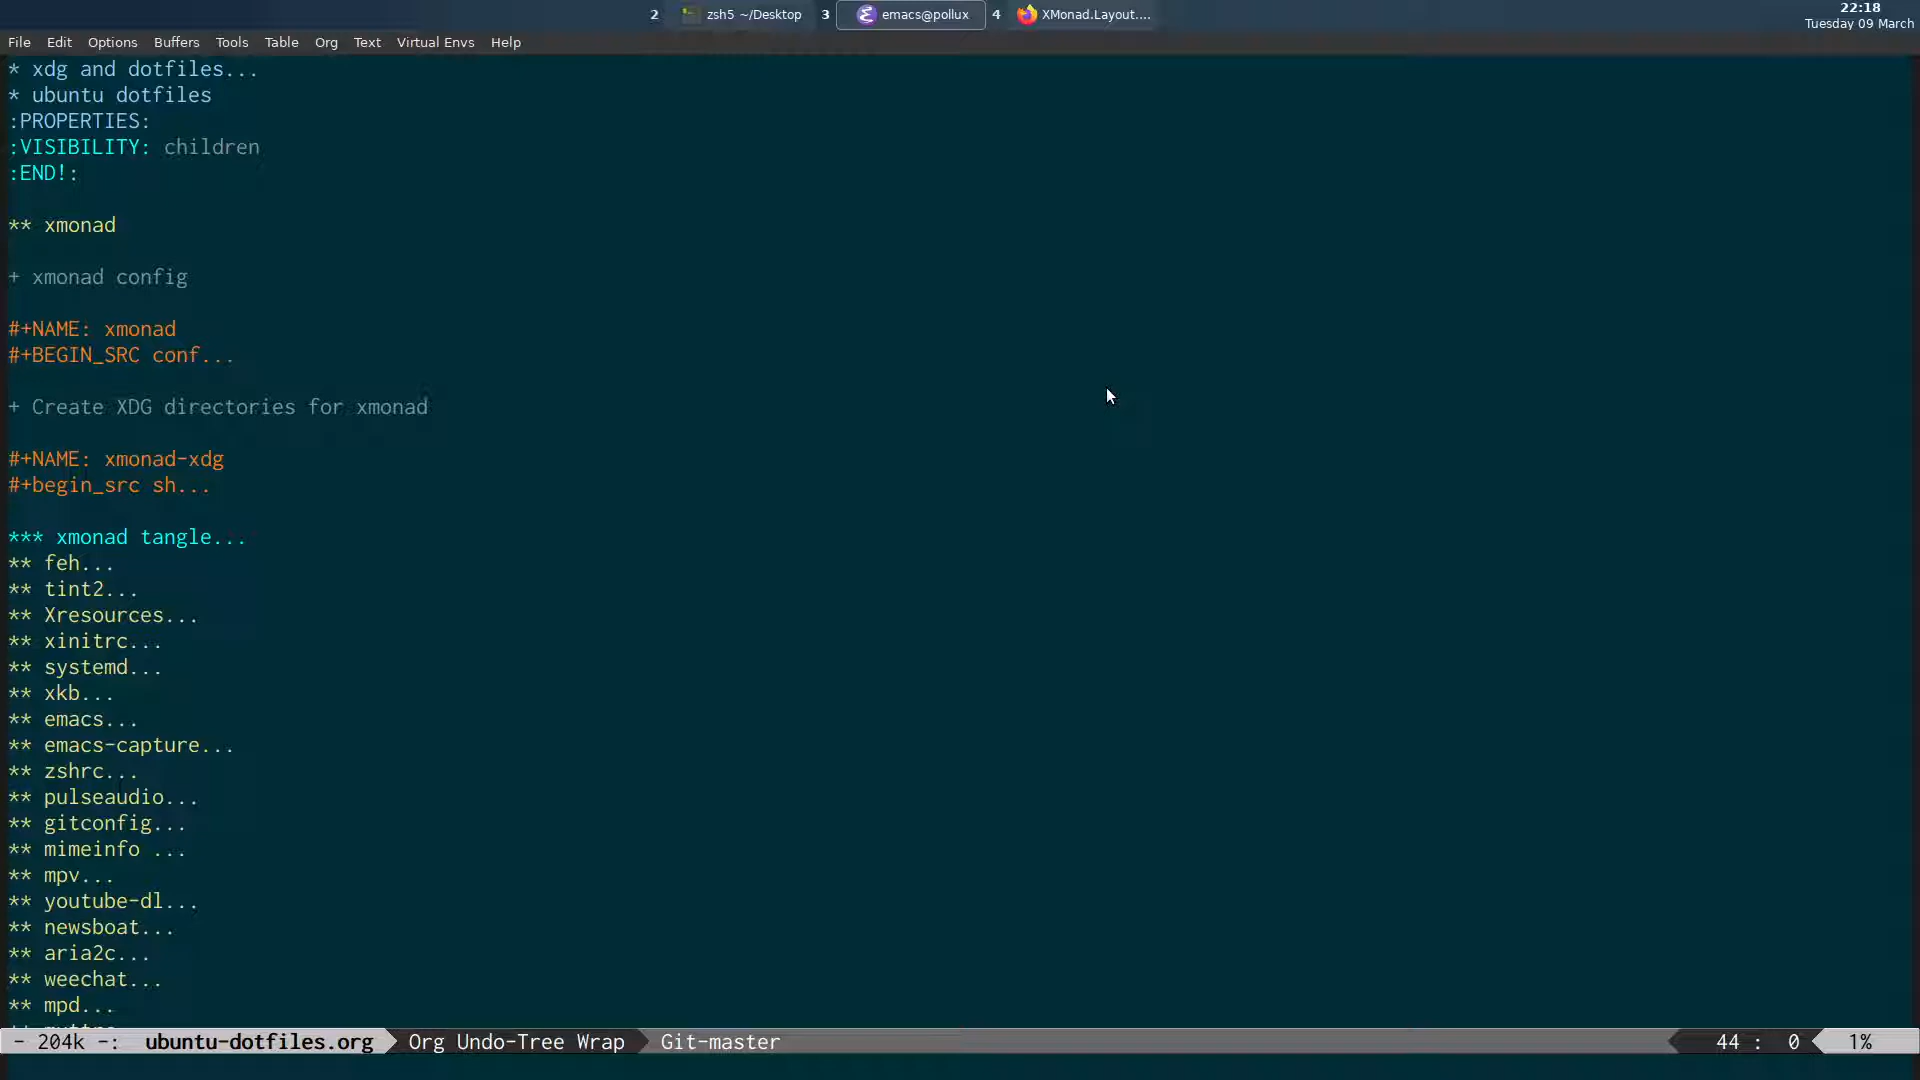 2 zsh5 ~/Desktop 3 emacs@pollux 4 XMonad.Layout.... 22:18
Tuesday 09 March
File Edit Options Buffers Tools Table Org Text Virtual Envs Help
* xdg and dotfiles...
* ubuntu dotfiles
:PROPERTIES:
:VISIBILITY: children
:END!:
** xmonad
+ xmonad config
#+NAME: xmonad
#+BEGIN_SRC conf...
+ Create XDG directories for xmonad
#+NAME: xmonad-xdg
#+begin_src sh...
*** xmonad tangle...
** feh...
** tint2...
** Xresources...
** xinitrc...
** systemd...
** xkb...
** emacs...
** emacs-capture...
** zshrc...
** pulseaudio...
** gitconfig...
** mimeinfo ...
** mpv...
** youtube-dl...
** newsboat...
** aria2c...
** weechat...
** mpd...
- 204k -: ubuntu-dotfiles.org Org Undo-Tree Wrap Git-master 44 : 0 1%